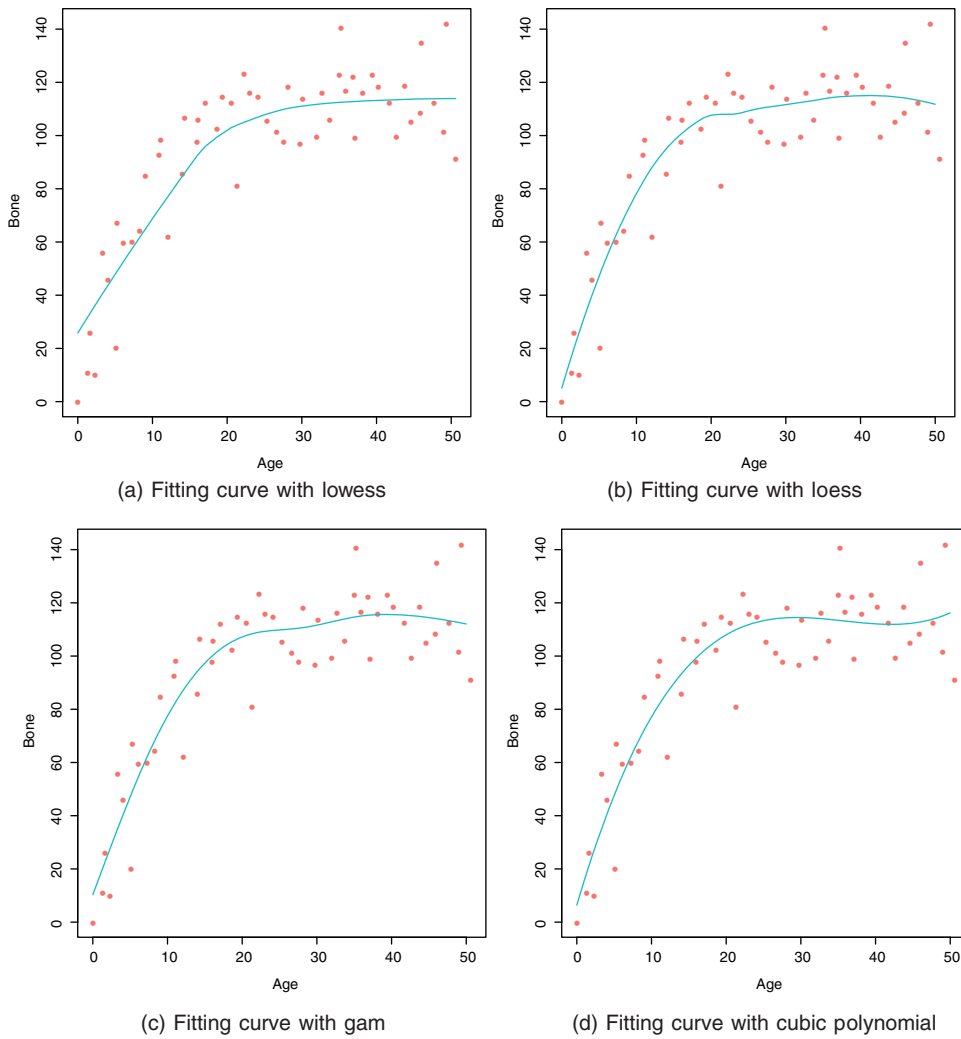 140
120
100
80
60
40
20
0
Bone
0 10 20 30 40 50
Age
(a) Fitting curve with lowess
140
120
100
80
60
40
20
0
Bone
0 10 20 30 40 50
Age
(b) Fitting curve with loess
140
120
100
80
60
40
20
0
Bone
0 10 20 30 40 50
Age
(c) Fitting curve with gam
140
120
100
80
60
40
20
0
Bone
0 10 20 30 40 50
Age
(d) Fitting curve with cubic polynomial